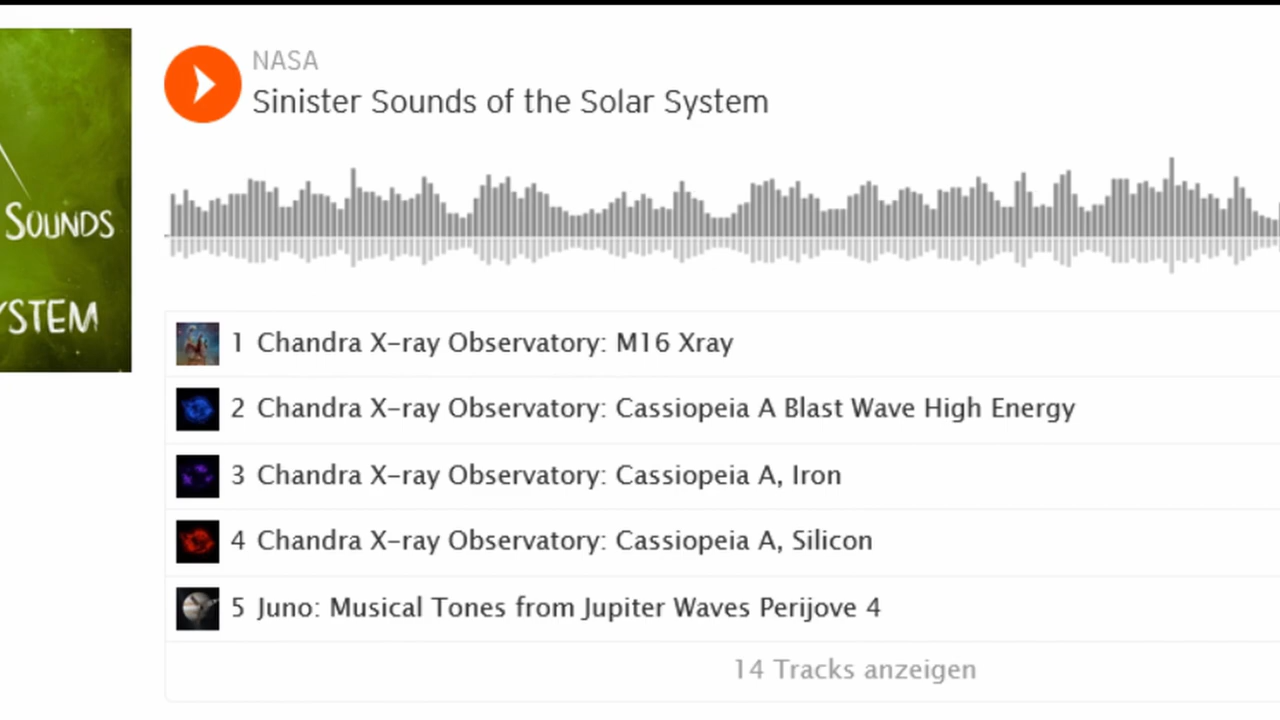 NASA
Sinister Sounds of the Solar System
SOUNDS
YSTEM
1 Chandra X-ray Observatory: M16 Xray
2 Chandra X-ray Observatory: Cassiopeia A Blast Wave High Energy
3 Chandra X-ray Observatory: Cassiopeia A, Iron
4 Chandra X-ray Observatory: Cassiopeia A, Silicon
5 Juno: Musical Tones from Jupiter Waves Perijove 4
14 Tracks anzeigen